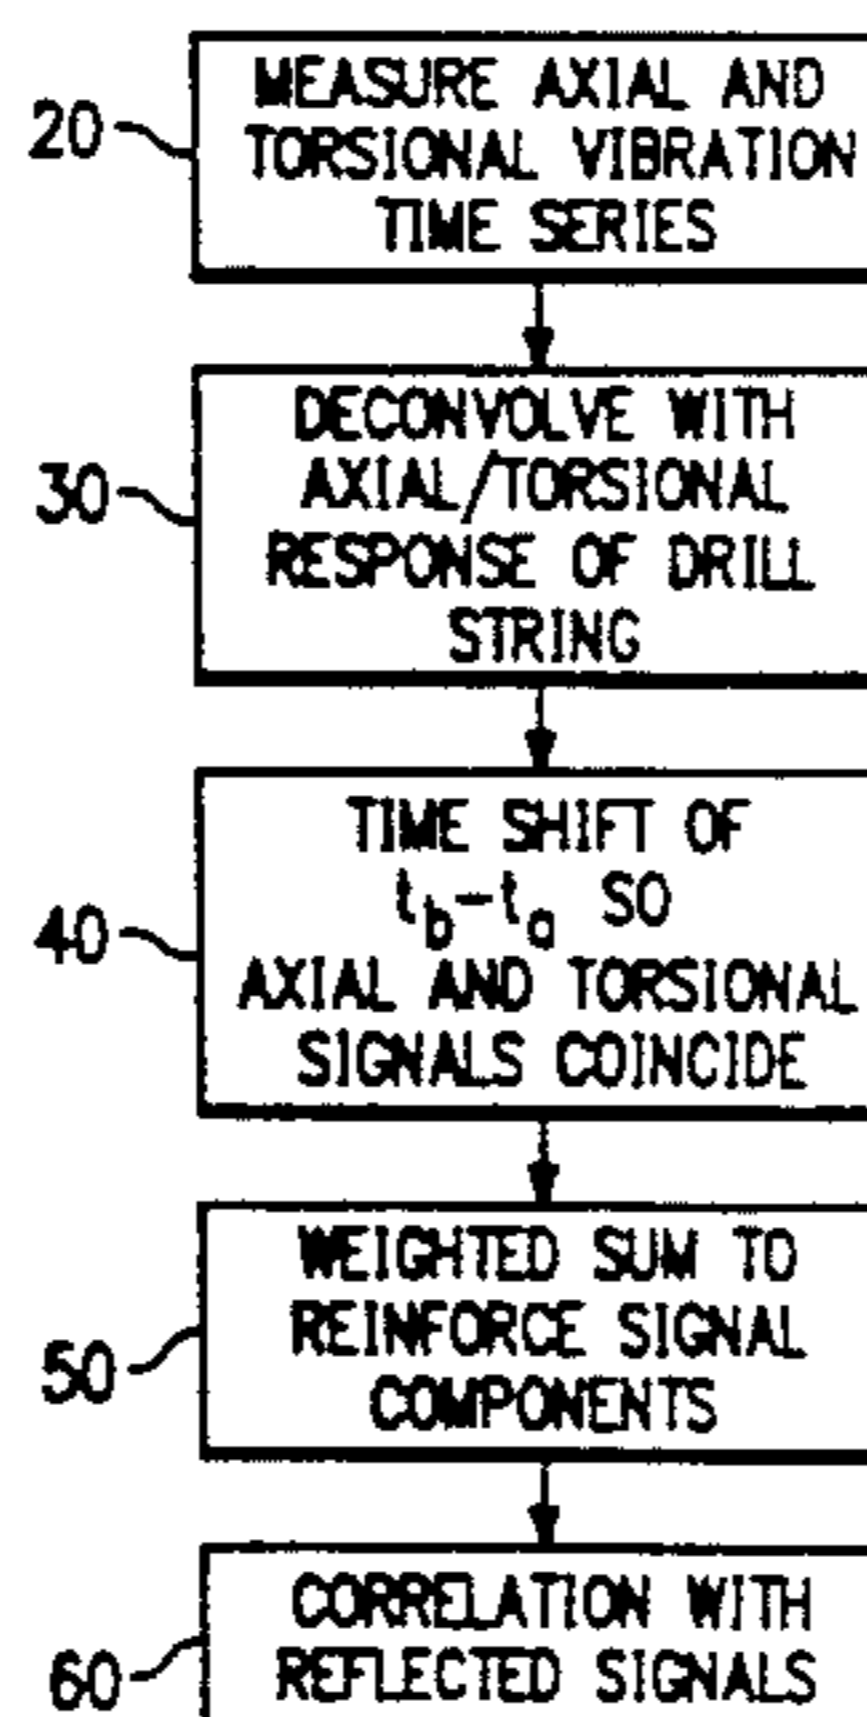 20
MEASURE AXIAL AND
TORSIONAL VIBRATION
TIME SERIES
30
DECONVOLVE WITH
AXIAL/TORSIONAL
RESPONSE OF DRILL
STRING
40
TIME SHIFT OF
t_b-t_a SO
AXIAL AND TORSIONAL
SIGNALS COINCIDE
50
WEIGHTED SUM TO
REINFORCE SIGNAL
COMPONENTS
60
CORRELATION WITH
REFLECTED SIGNALS